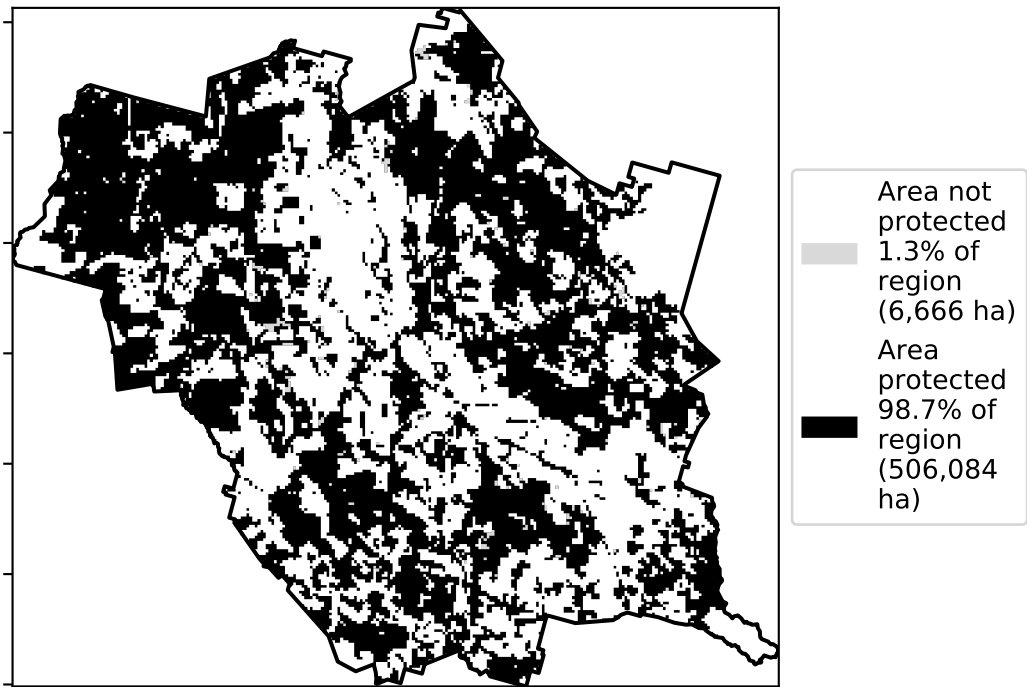 Area not
protected
1.3% of
region
(6,666 ha)
Area
protected
98.7% of
region
(506,084
ha)